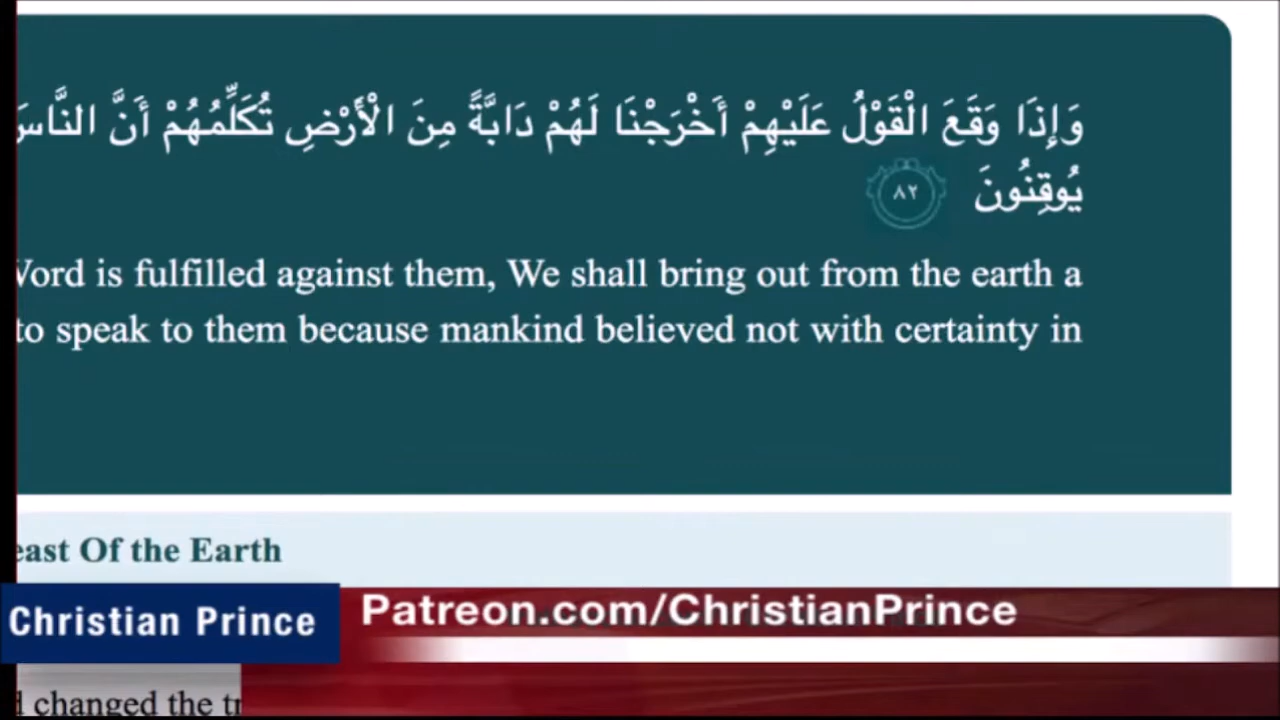 وَإِذَا وَقَعَ الْقَوْلُ عَلَيْهِمْ أَخْرَجْنَا لَهُمْ دَابَّةً مِنَ الْأَرْضِ تُكَلِّمُهُمْ أَنَّ النَّاسَ
يُوقِنُونَ ٨٢
Word is fulfilled against them, We shall bring out from the earth a
to speak to them because mankind believed not with certainty in
east Of the Earth
Christian Prince
Patreon.com/ChristianPrince
changed the